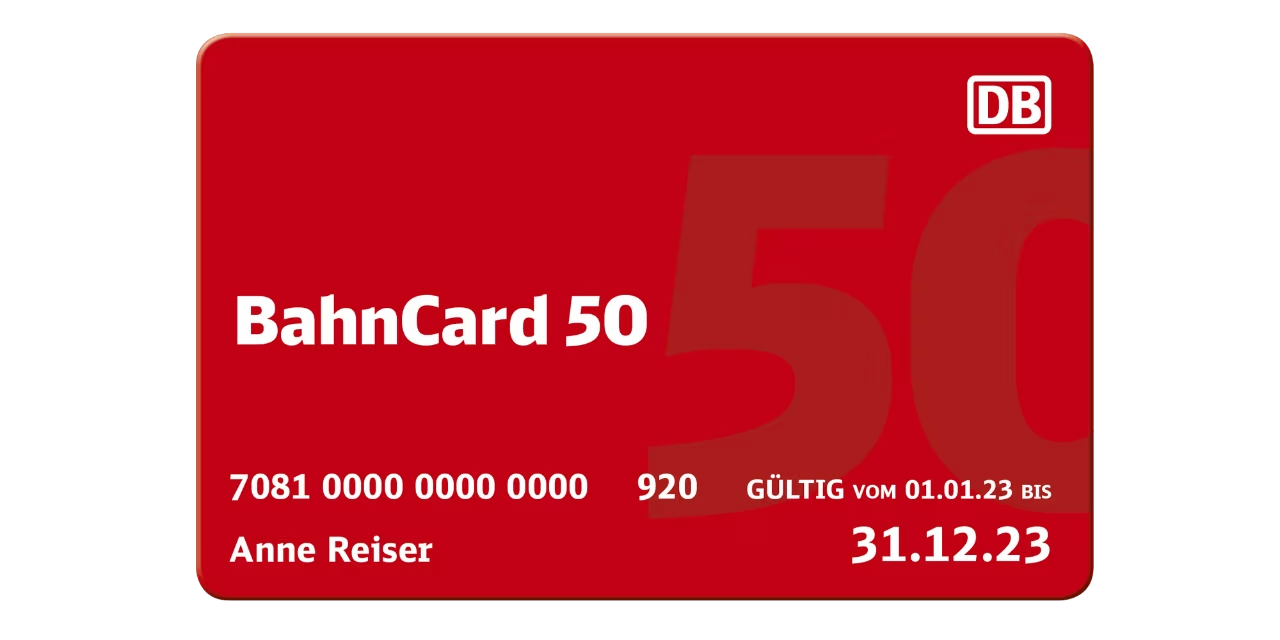 DB
50
BahnCard 50
7081 0000 0000 0000 920 GÜLTIG VOM 01.01.23 BIS
Anne Reiser 31.12.23